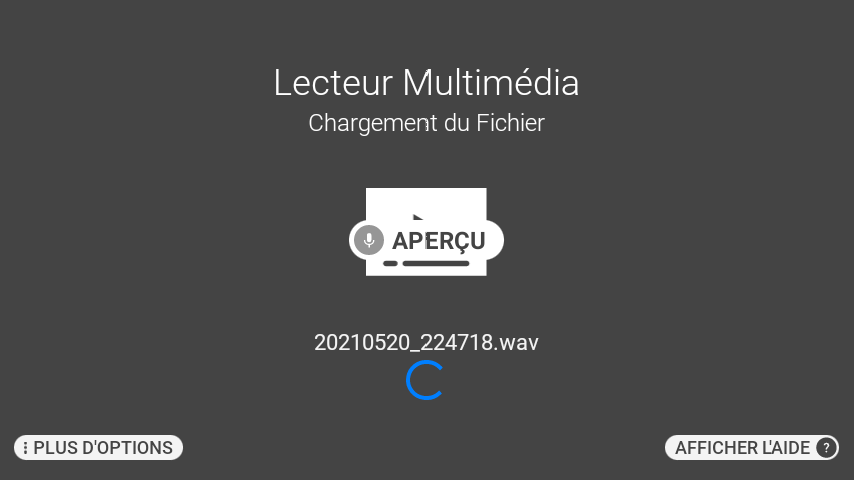 Lecteur Multimédia
Chargement du Fichier
APERÇU
20210520_224718.wav
PLUS D'OPTIONS
AFFICHER L'AIDE ?